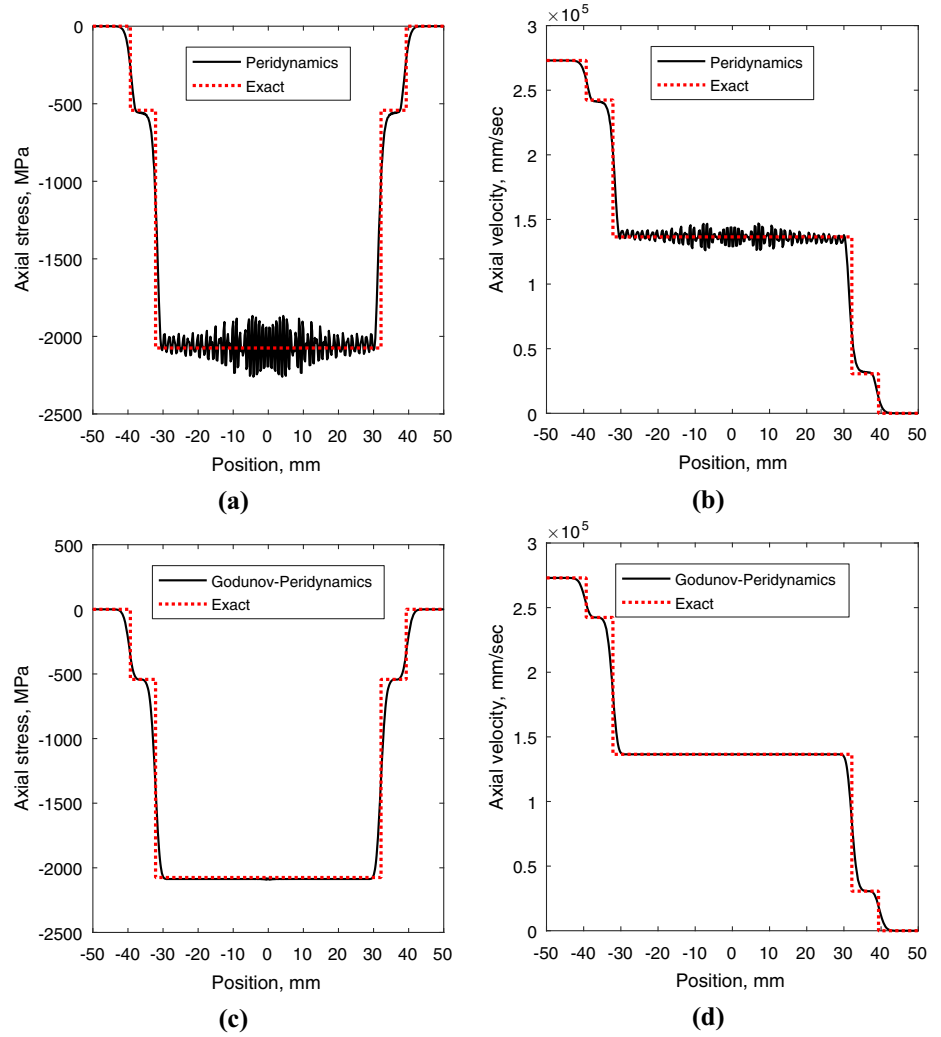 0
-500
-1000
-1500
-2000
-2500
-50 -40 -30 -20 -10 0 10 20 30 40 50
Axial stress, MPa
Position, mm
Peridynamics
Exact
(a)
×10⁵
3
2.5
2
1.5
1
0.5
0
-50 -40 -30 -20 -10 0 10 20 30 40 50
Axial velocity, mm/sec
Position, mm
Peridynamics
Exact
(b)
500
0
-500
-1000
-1500
-2000
-2500
-50 -40 -30 -20 -10 0 10 20 30 40 50
Axial stress, MPa
Position, mm
Godunov-Peridynamics
Exact
(c)
×10⁵
3
2.5
2
1.5
1
0.5
0
-50 -40 -30 -20 -10 0 10 20 30 40 50
Axial velocity, mm/sec
Position, mm
Godunov-Peridynamics
Exact
(d)